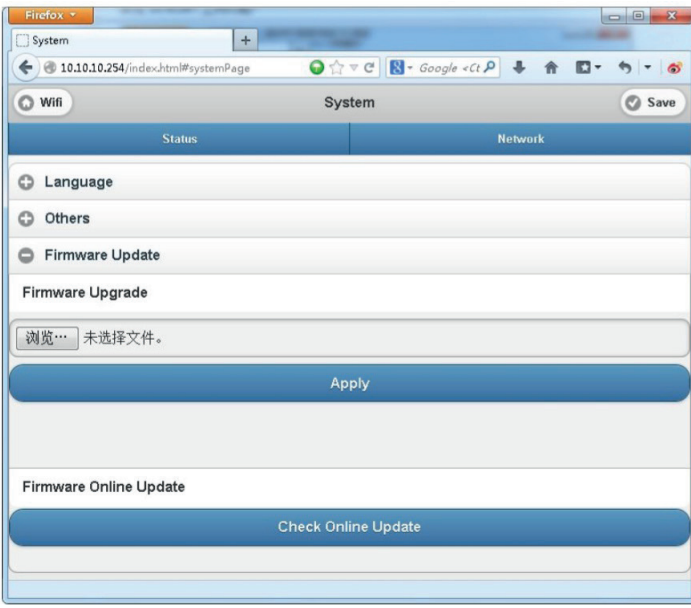 Firefox
System
10.10.10.254/index.html#systemPage
Google <Ct
Wifi
System
Save
Status
Network
Language
Others
Firmware Update
Firmware Upgrade
浏览… 未选择文件。
Apply
Firmware Online Update
Check Online Update